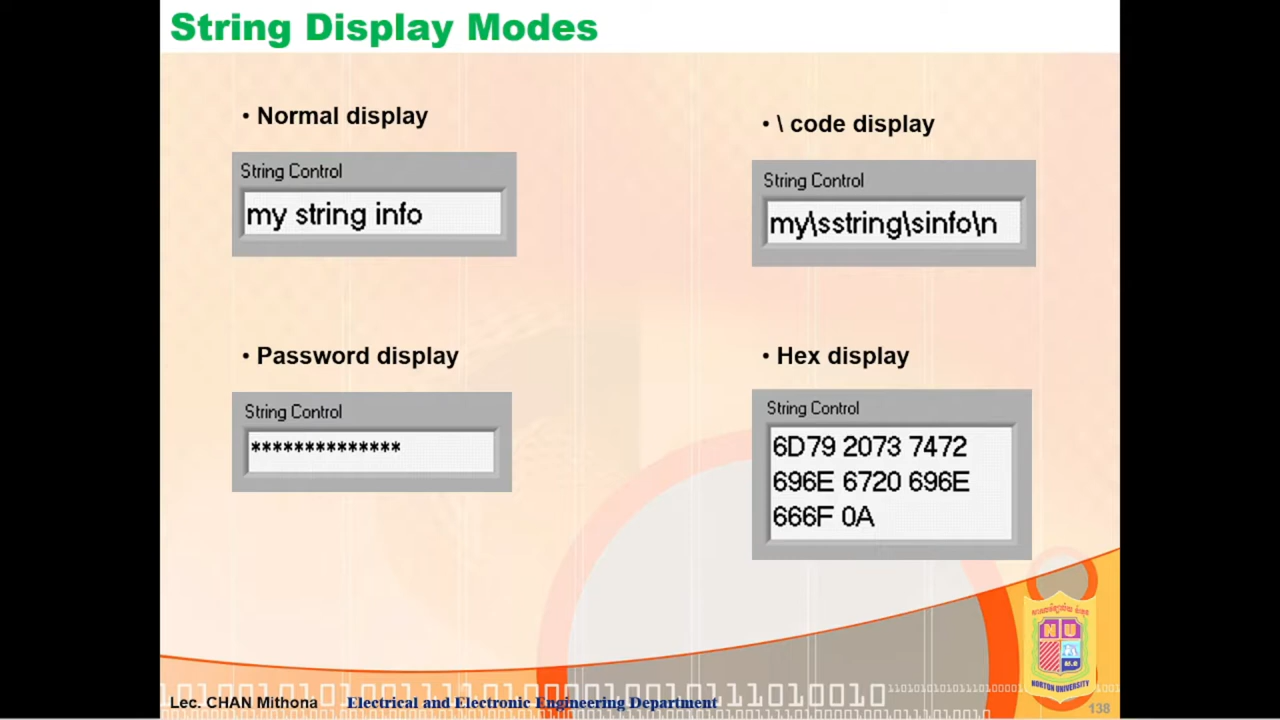 String Display Modes
• Normal display
String Control
my string info
• \ code display
String Control
my\sstring\sinfo\n
• Password display
String Control
**************
• Hex display
String Control
6D79 2073 7472
696E 6720 696E
666F 0A
N U
NORTON UNIVERSITY
Lec. CHAN Mithona
Electrical and Electronic Engineering Department
138